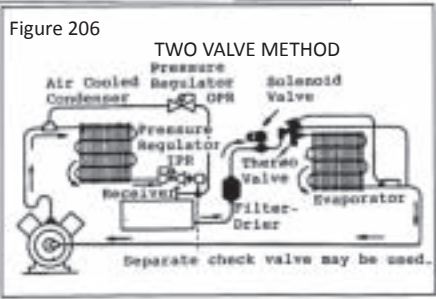 Figure 206
TWO VALVE METHOD
Pressure
Regulator
OPR
Air Cooled
Condenser
Solenoid
Valve
Pressure
Regulator
IPR
Thermo
Valve
Receiver
Evaporator
Filter-
Drier
Separate check valve may be used.